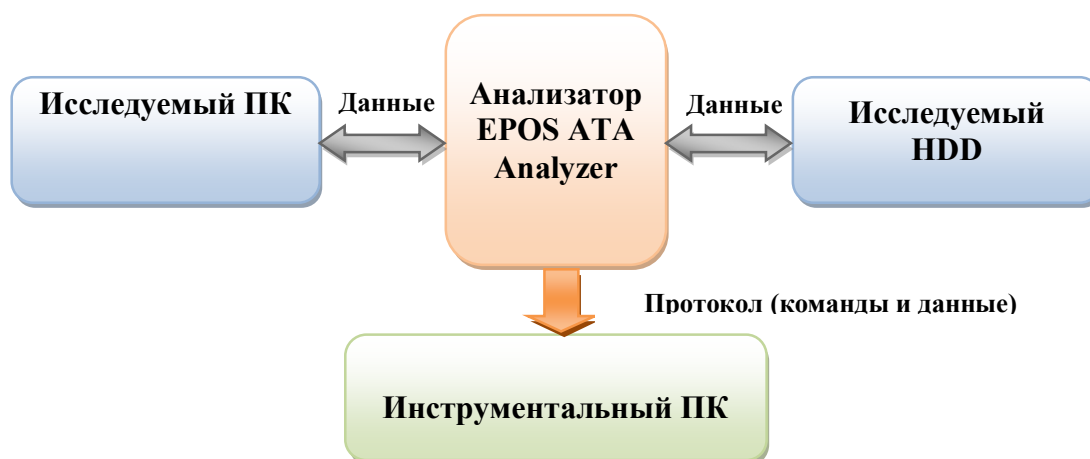 Исследуемый ПК
Данные
Анализатор
EPOS ATA
Analyzer
Данные
Исследуемый
HDD
Протокол (команды и данные)
Инструментальный ПК